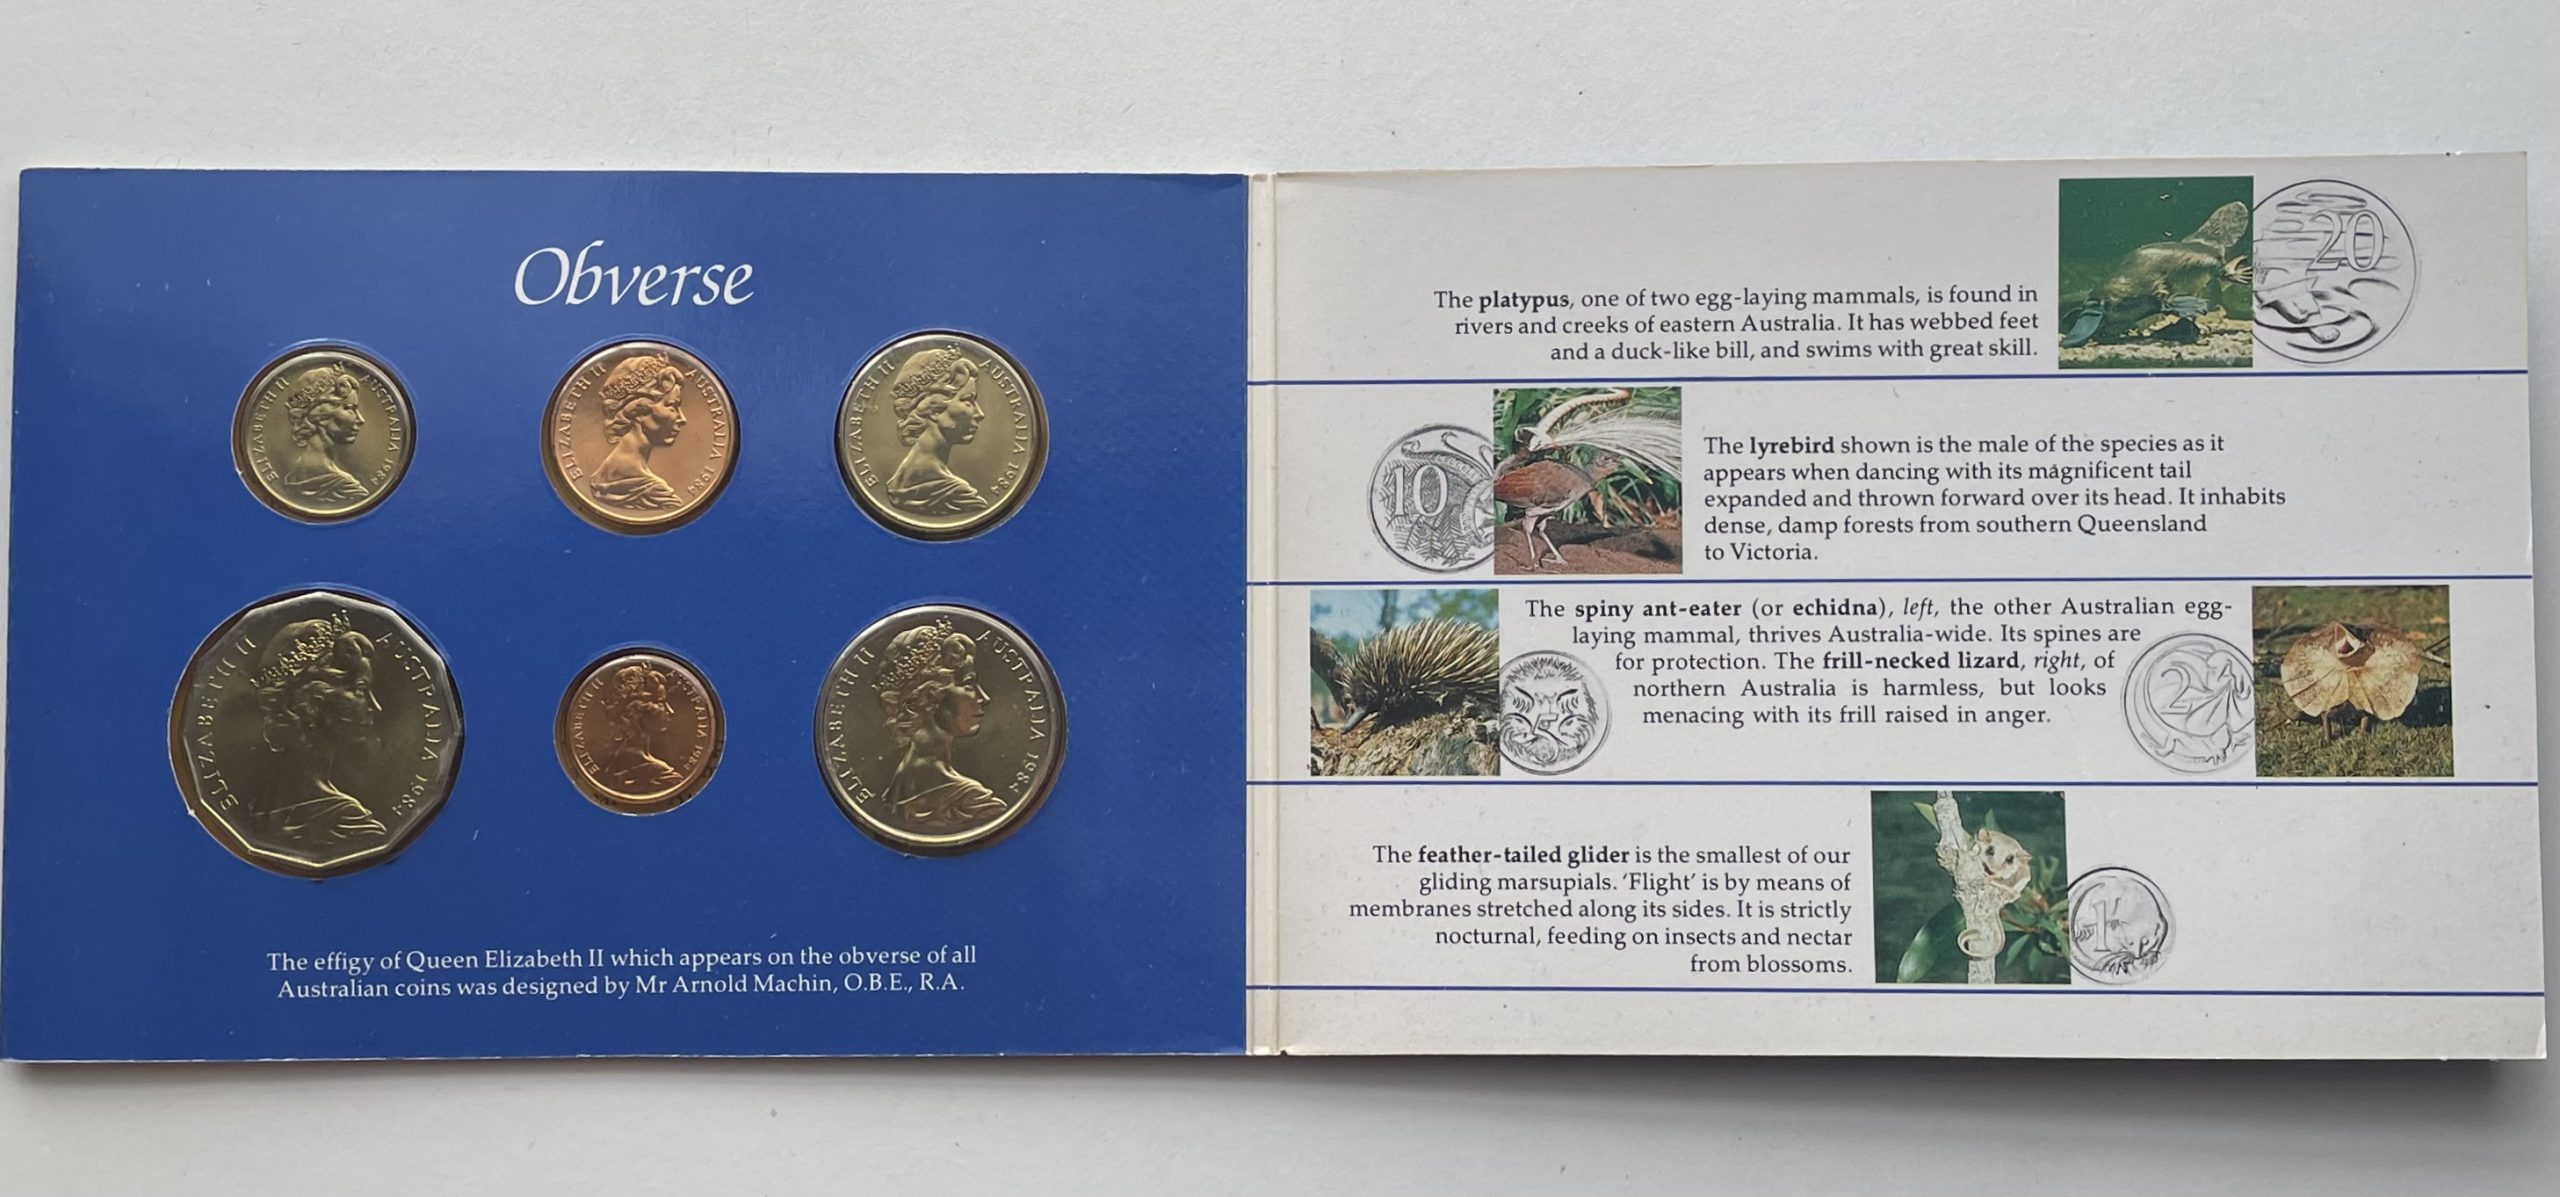 Obverse
ELIZABETH II AUSTRALIA 1984
ELIZABETH II AUSTRALIA 1984
ELIZABETH II AUSTRALIA 1984
ELIZABETH II AUSTRALIA 1984
ELIZABETH II AUSTRALIA 1984
ELIZABETH II AUSTRALIA 1984
The effigy of Queen Elizabeth II which appears on the obverse of all
Australian coins was designed by Mr Arnold Machin, O.B.E., R.A.
20
The platypus, one of two egg-laying mammals, is found in
rivers and creeks of eastern Australia. It has webbed feet
and a duck-like bill, and swims with great skill.
10
The lyrebird shown is the male of the species as it
appears when dancing with its magnificent tail
expanded and thrown forward over its head. It inhabits
dense, damp forests from southern Queensland
to Victoria.
The spiny ant-eater (or echidna), left, the other Australian egg-
laying mammal, thrives Australia-wide. Its spines are
for protection. The frill-necked lizard, right, of
northern Australia is harmless, but looks
menacing with its frill raised in anger.
5
2
The feather-tailed glider is the smallest of our
gliding marsupials. 'Flight' is by means of
membranes stretched along its sides. It is strictly
nocturnal, feeding on insects and nectar
from blossoms.
1